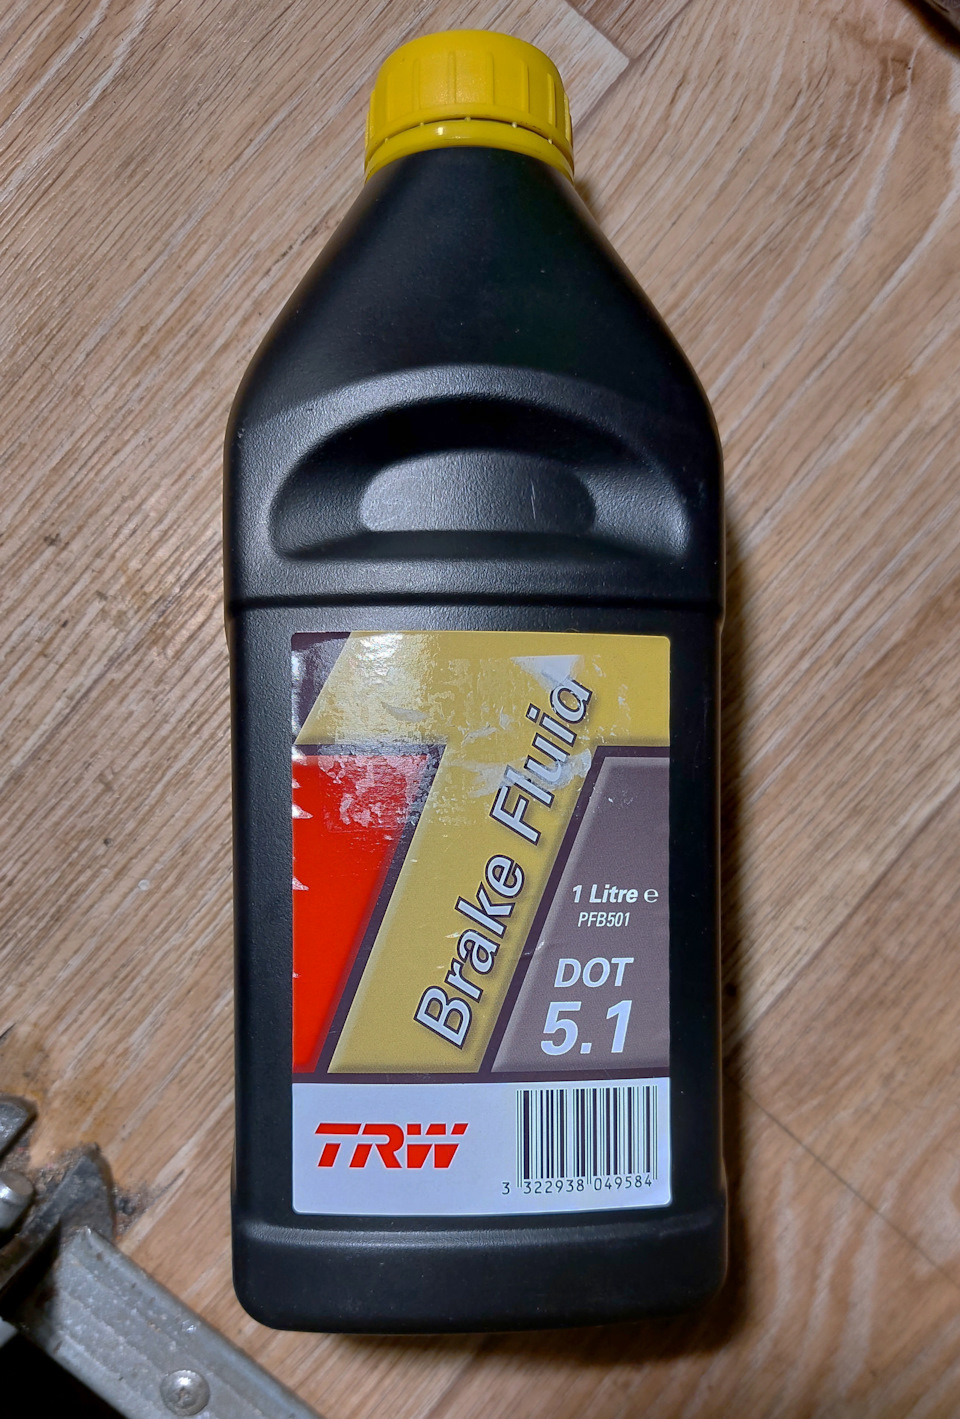 Brake Fluid
1 Litre ℮
PFB501
DOT
5.1
TRW
3 322938 049584